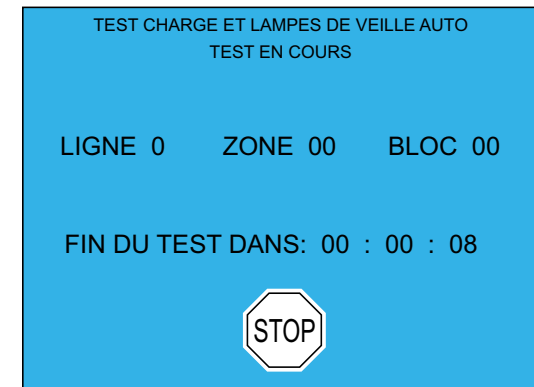 TEST CHARGE ET LAMPES DE VEILLE AUTO
TEST EN COURS
LIGNE 0 ZONE 00 BLOC 00
FIN DU TEST DANS: 00 : 00 : 08
STOP